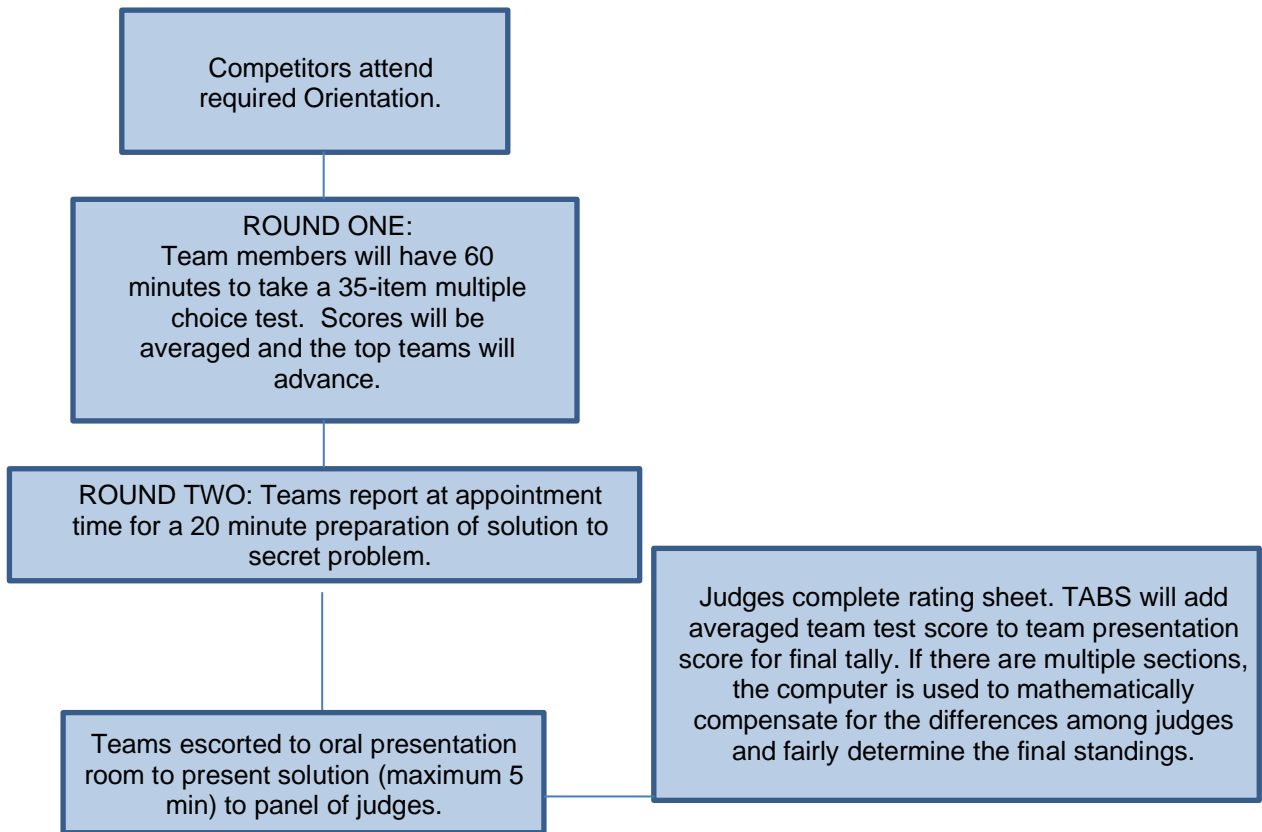 Competitors attend
required Orientation.
ROUND ONE:
Team members will have 60
minutes to take a 35-item multiple
choice test.  Scores will be
averaged and the top teams will
advance.
ROUND TWO: Teams report at appointment
time for a 20 minute preparation of solution to
secret problem.
Teams escorted to oral presentation
room to present solution (maximum 5
min) to panel of judges.
Judges complete rating sheet. TABS will add
averaged team test score to team presentation
score for final tally. If there are multiple sections,
the computer is used to mathematically
compensate for the differences among judges
and fairly determine the final standings.